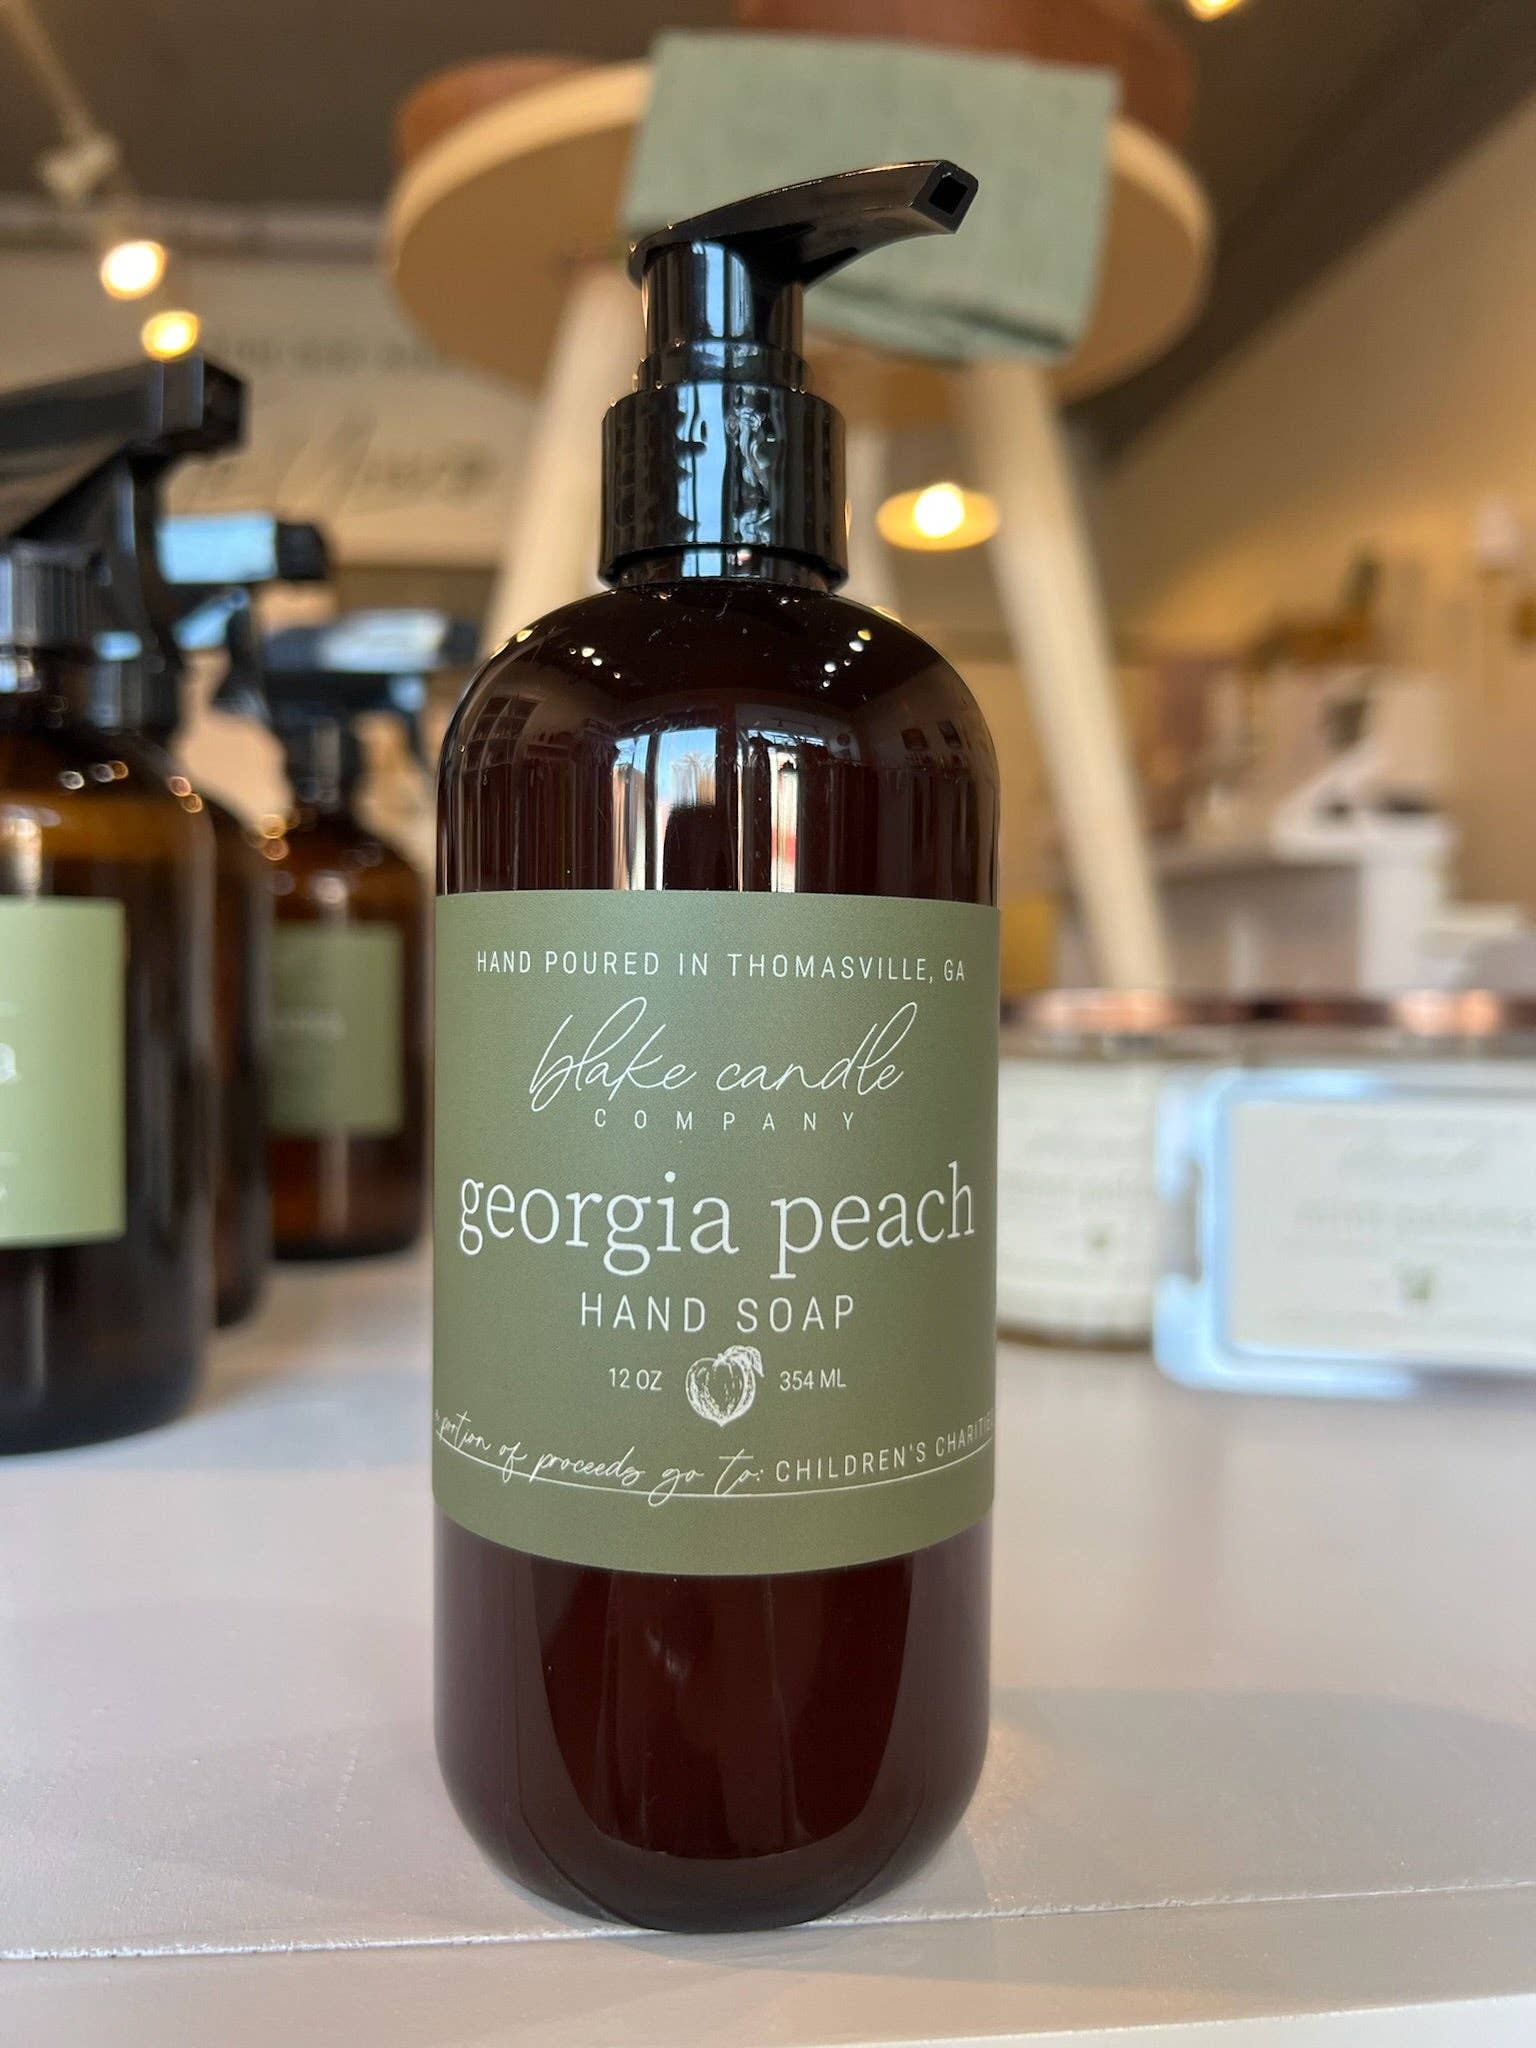 HAND POURED IN THOMASVILLE, GA
blake candle
COMPANY
georgia peach
HAND SOAP
12 OZ 354 ML
a portion of proceeds go to: CHILDREN'S CHARITIES